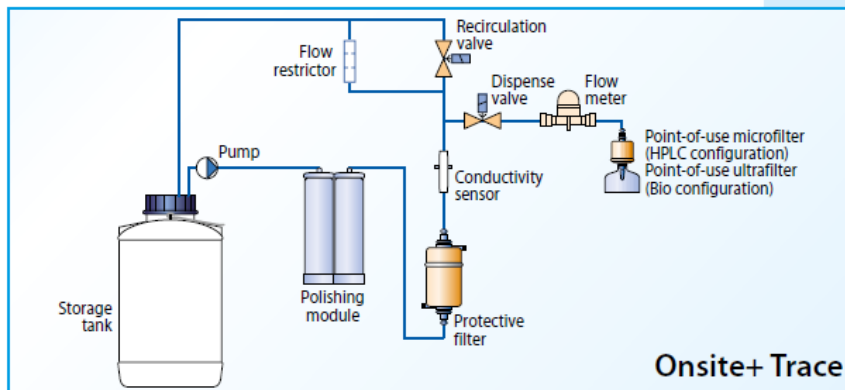 Recirculation
valve
Flow
restrictor
Dispense
valve
Flow
meter
Pump
Point-of-use microfilter
(HPLC configuration)
Point-of-use ultrafilter
(Bio configuration)
Conductivity
sensor
Storage
tank
Polishing
module
Protective
filter
Onsite+ Trace